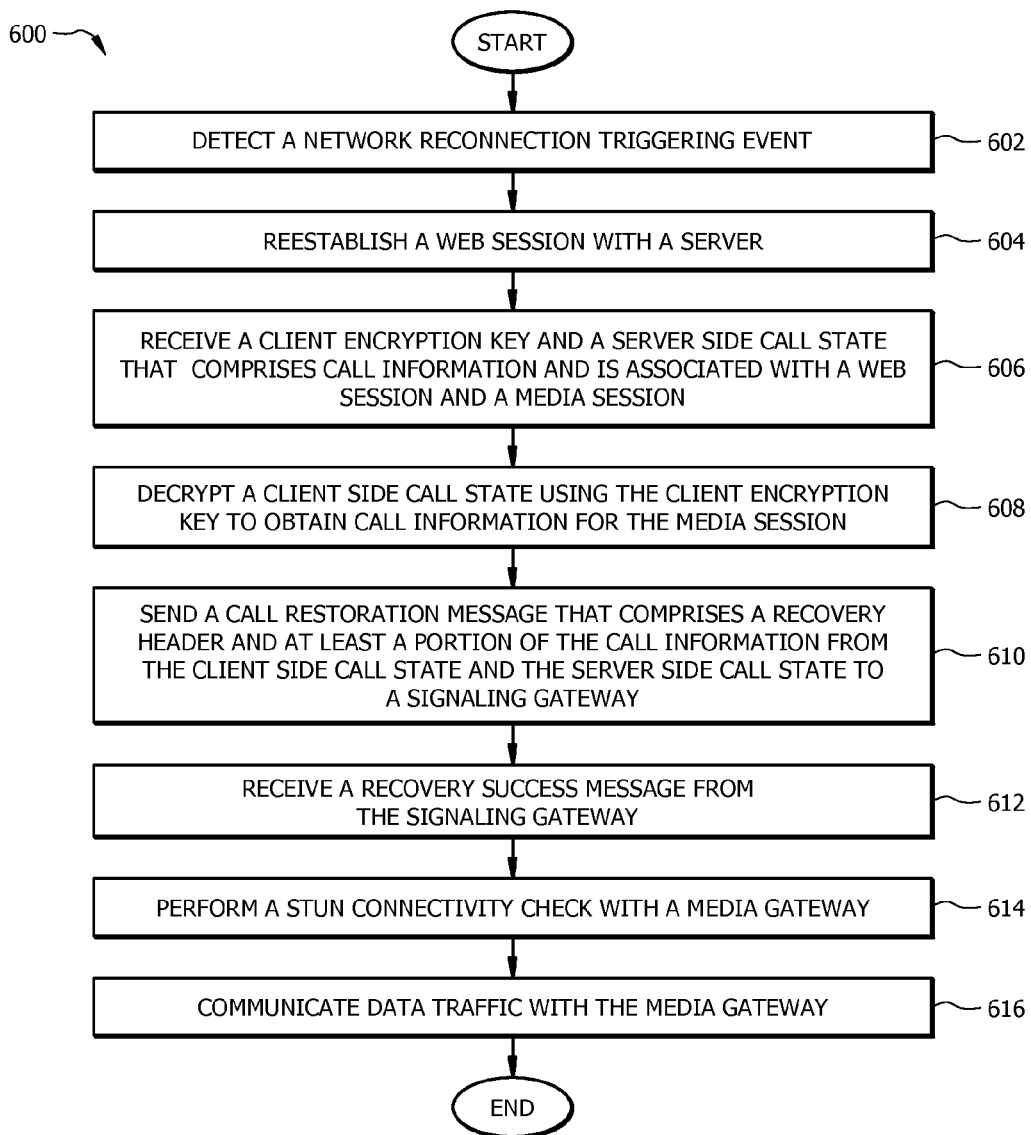 600
START
DETECT A NETWORK RECONNECTION TRIGGERING EVENT
602
REESTABLISH A WEB SESSION WITH A SERVER
604
RECEIVE A CLIENT ENCRYPTION KEY AND A SERVER SIDE CALL STATE
THAT COMPRISES CALL INFORMATION AND IS ASSOCIATED WITH A WEB
SESSION AND A MEDIA SESSION
606
DECRYPT A CLIENT SIDE CALL STATE USING THE CLIENT ENCRYPTION
KEY TO OBTAIN CALL INFORMATION FOR THE MEDIA SESSION
608
SEND A CALL RESTORATION MESSAGE THAT COMPRISES A RECOVERY
HEADER AND AT LEAST A PORTION OF THE CALL INFORMATION FROM
THE CLIENT SIDE CALL STATE AND THE SERVER SIDE CALL STATE TO
A SIGNALING GATEWAY
610
RECEIVE A RECOVERY SUCCESS MESSAGE FROM
THE SIGNALING GATEWAY
612
PERFORM A STUN CONNECTIVITY CHECK WITH A MEDIA GATEWAY
614
COMMUNICATE DATA TRAFFIC WITH THE MEDIA GATEWAY
616
END